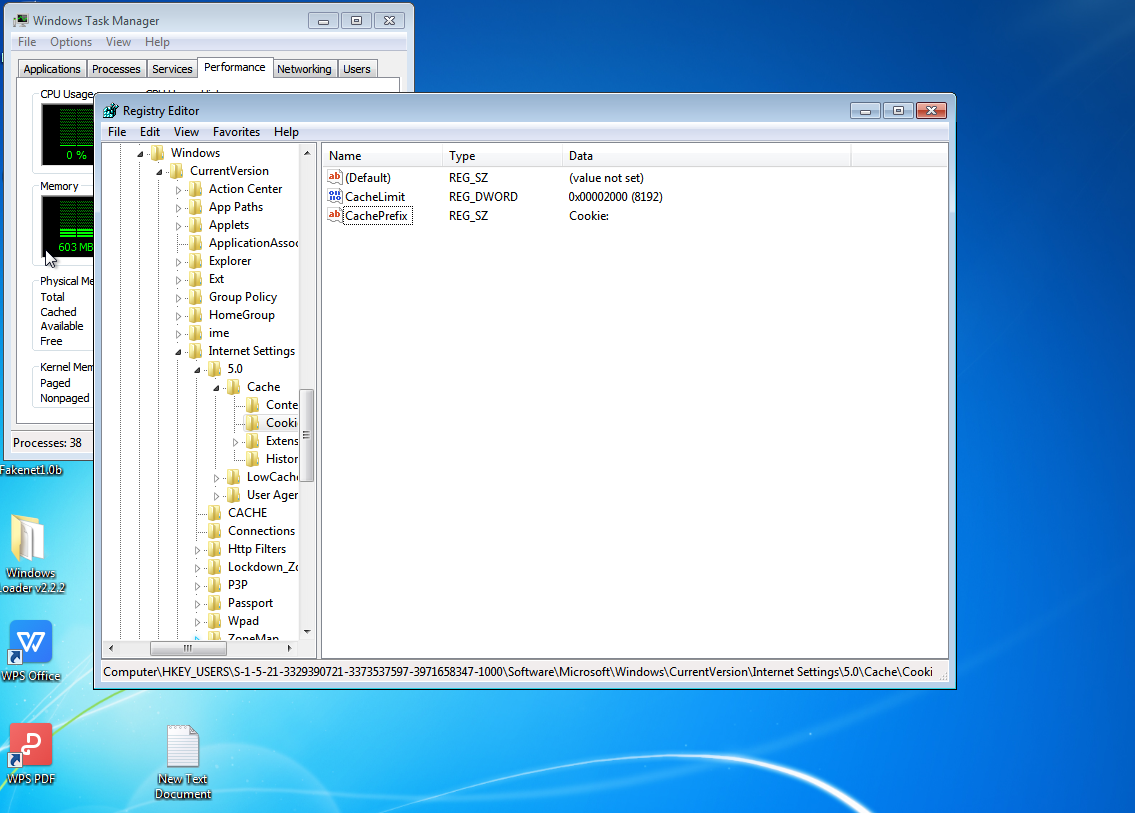 Windows Task Manager
File Options View Help
Applications Processes Services Performance Networking Users
CPU Usage
0 %
Memory
603 MB
Physical Me
Total
Cached
Available
Free
Kernel Mem
Paged
Nonpaged
Processes: 38
Registry Editor
File Edit View Favorites Help
Windows
CurrentVersion
Action Center
App Paths
Applets
ApplicationAssoc
Explorer
Ext
Group Policy
HomeGroup
ime
Internet Settings
5.0
Cache
Conte
Cooki
Extens
Histor
LowCache
User Agen
CACHE
Connections
Http Filters
Lockdown_Zo
P3P
Passport
Wpad
ZoneMap
Name Type Data
(Default) REG_SZ (value not set)
CacheLimit REG_DWORD 0x00002000 (8192)
CachePrefix REG_SZ Cookie:
Computer\HKEY_USERS\S-1-5-21-3329390721-3373537597-3971658347-1000\Software\Microsoft\Windows\CurrentVersion\Internet Settings\5.0\Cache\Cooki
Fakenet1.0b
Windows
Loader v2.2.2
WPS Office
WPS PDF
New Text
Document